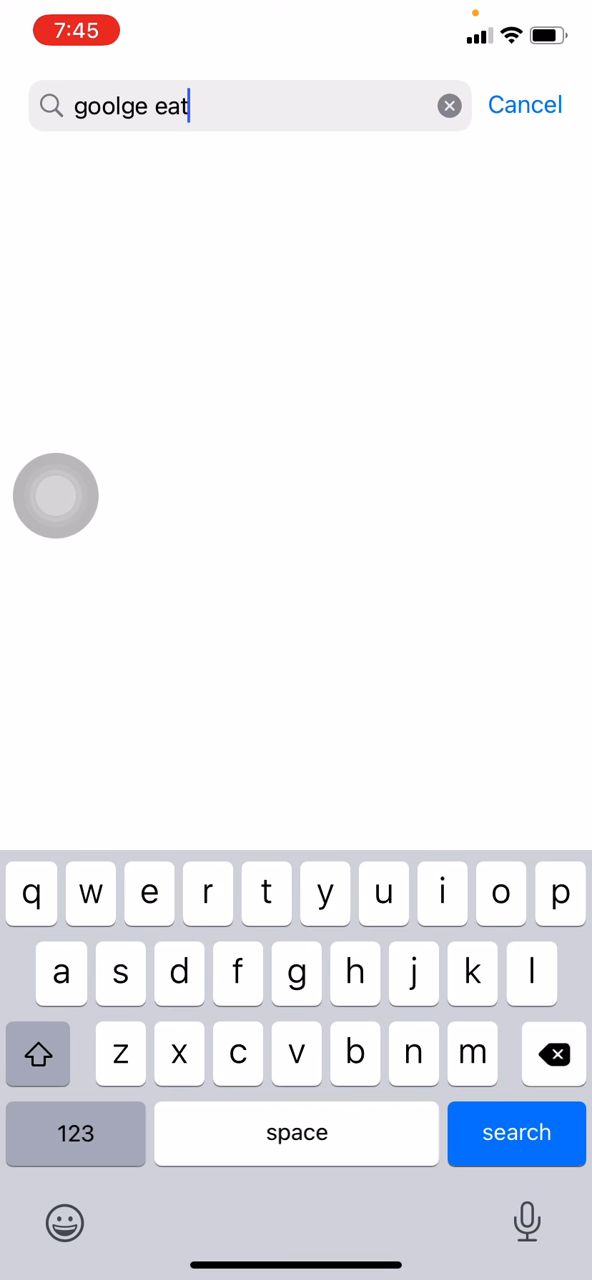 7:45
goolge eat
Cancel
q w e r t y u i o p
a s d f g h j k l
z x c v b n m
123 space search